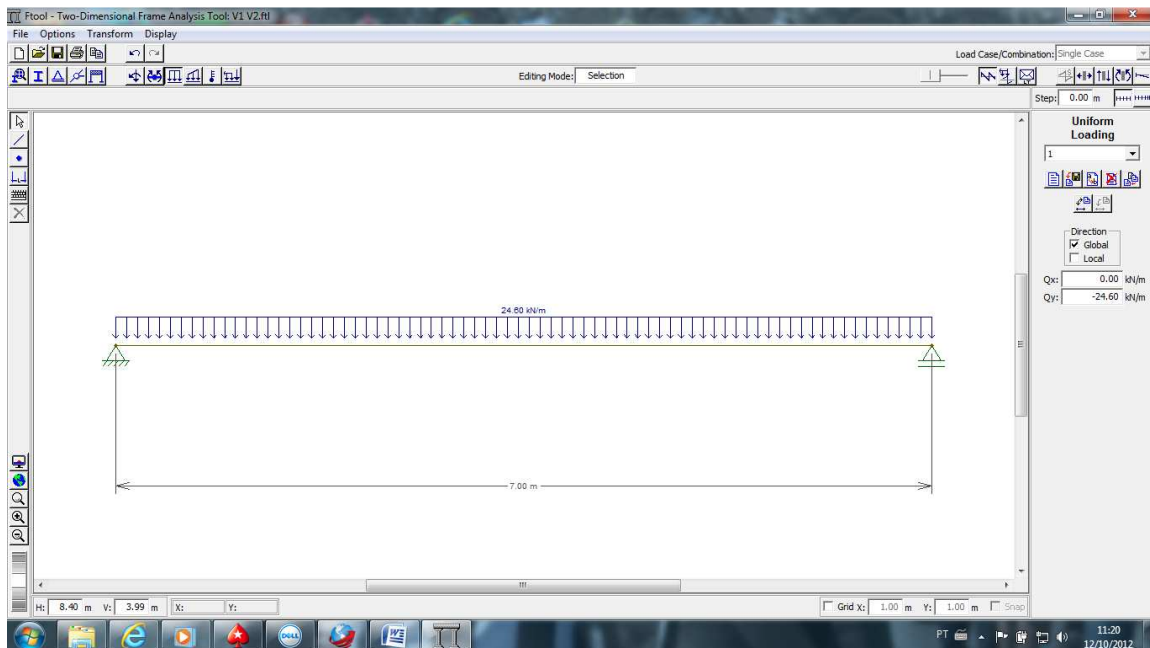 Ftool - Two-Dimensional Frame Analysis Tool: V1 V2.ftl
File Options Transform Display
Load Case/Combination: Single Case
Editing Mode: Selection
Step: 0.00 m
Uniform
Loading
1
Direction
Global
Local
Qx: 0.00 kN/m
Qy: -24.60 kN/m
24.60 kN/m
7.00 m
H: 8.40 m V: 3.99 m X: Y:
Grid X: 1.00 m Y: 1.00 m Snap
DELL
PT
11:20
12/10/2012